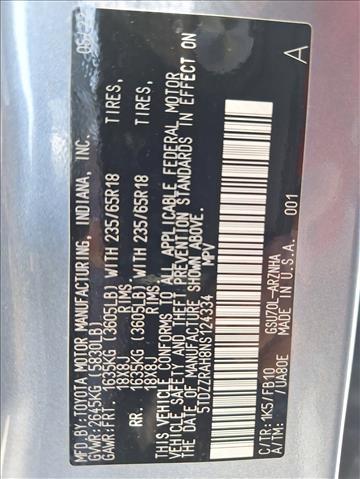 MFD.BY: TOYOTA MOTOR MANUFACTURING, INDIANA, INC.
GVWR:2645KG (5830LB)
GAWR:FRT. 1635KG (3605LB) WITH 235/65R18 TIRES,
18X8J RIMS.
RR. 1635KG (3605LB) WITH 235/65R18 TIRES,
18X8J RIMS.
THIS VEHICLE CONFORMS TO ALL APPLICABLE FEDERAL MOTOR
VEHICLE SAFETY AND THEFT PREVENTION STANDARDS IN EFFECT ON
THE DATE OF MANUFACTURE SHOWN ABOVE.
5TDZZRAH8NS124334 MPV
C/TR: 1K5/FB10 GSU70L-ARZNHA
A/TM: /UA80E MADE IN U.S.A.
001
A